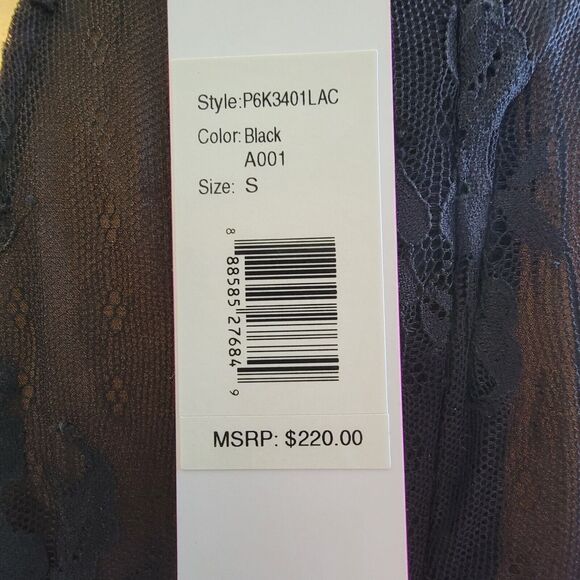 Style:P6K3401LAC
Color: Black
A001
Size: S
8 88585 27684 9
MSRP: $220.00